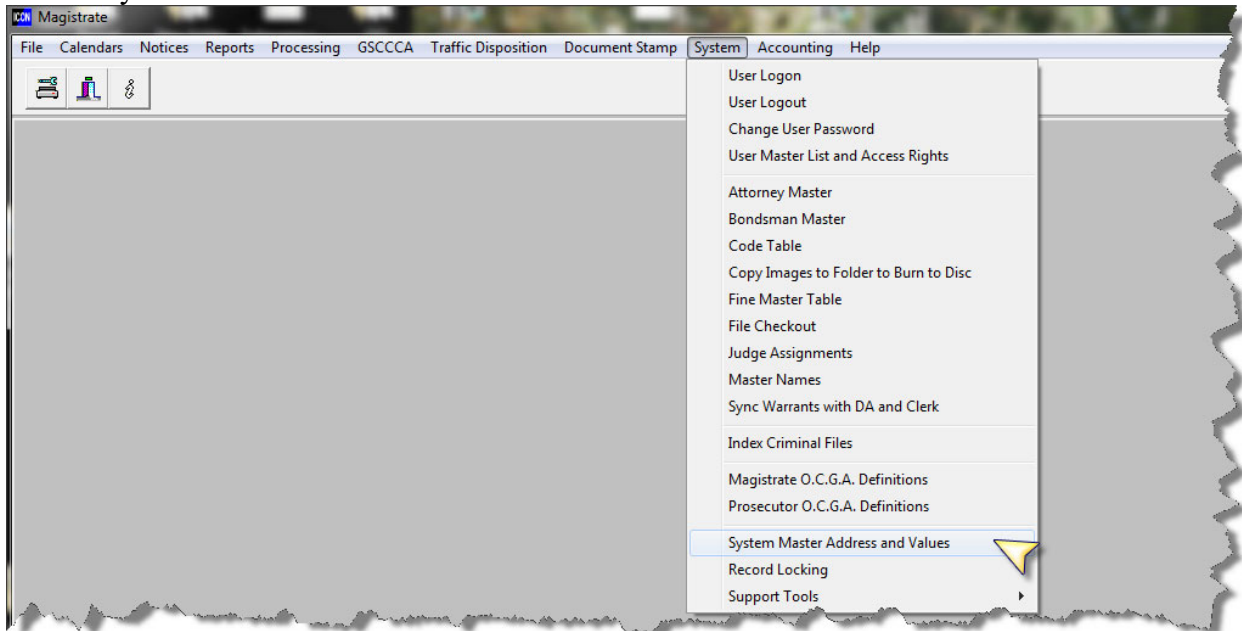 ICON Magistrate
File Calendars Notices Reports Processing GSCCCA Traffic Disposition Document Stamp System Accounting Help
User Logon
User Logout
Change User Password
User Master List and Access Rights
Attorney Master
Bondsman Master
Code Table
Copy Images to Folder to Burn to Disc
Fine Master Table
File Checkout
Judge Assignments
Master Names
Sync Warrants with DA and Clerk
Index Criminal Files
Magistrate O.C.G.A. Definitions
Prosecutor O.C.G.A. Definitions
System Master Address and Values
Record Locking
Support Tools